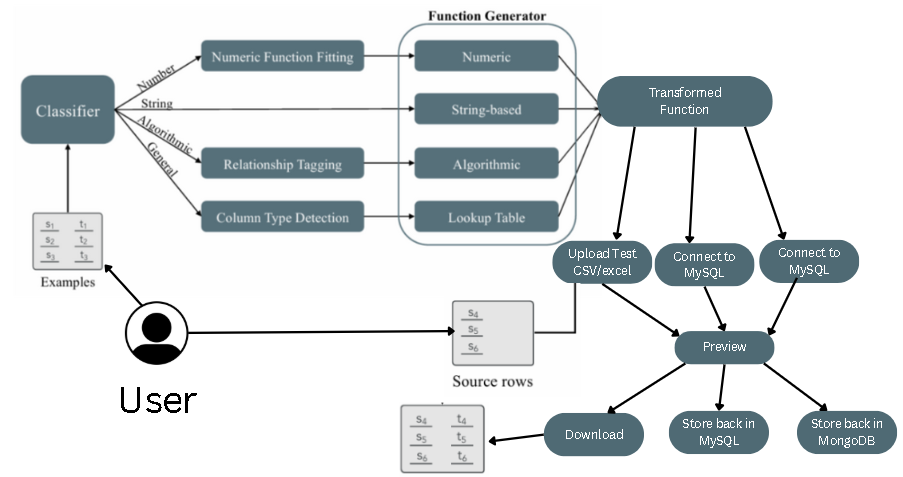 Function Generator
Numeric Function Fitting
Numeric
Number
Classifier
String
String-based
Algorithmic
General
Relationship Tagging
Algorithmic
Column Type Detection
Lookup Table
Transformed
Function
s₁ t₁
s₂ t₂
s₃ t₃
Examples
Upload Test
CSV/excel
Connect to
MySQL
Connect to
MySQL
User
s₄
s₅
s₆
Source rows
Preview
Download
Store back in
MySQL
Store back in
MongoDB
s₄ t₄
s₅ t₅
s₆ t₆